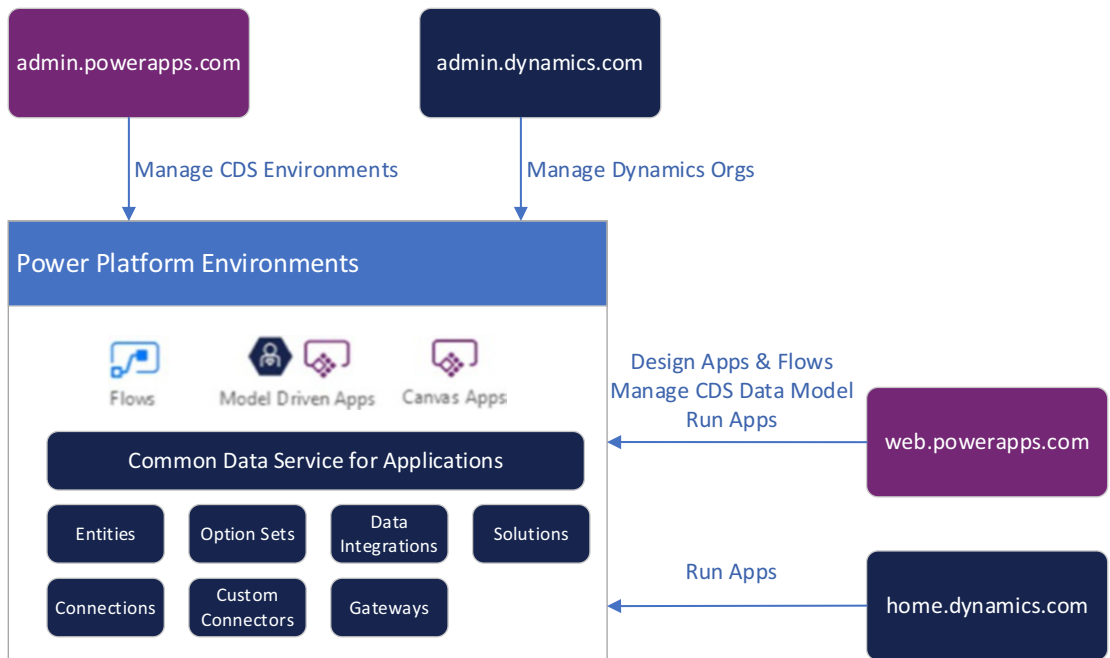 admin.powerapps.com
admin.dynamics.com
Manage CDS Environments
Manage Dynamics Orgs
Power Platform Environments
Flows
Model Driven Apps
Canvas Apps
Design Apps & Flows
Manage CDS Data Model
Run Apps
web.powerapps.com
Common Data Service for Applications
Entities
Option Sets
Data
Integrations
Solutions
Connections
Custom
Connectors
Gateways
Run Apps
home.dynamics.com